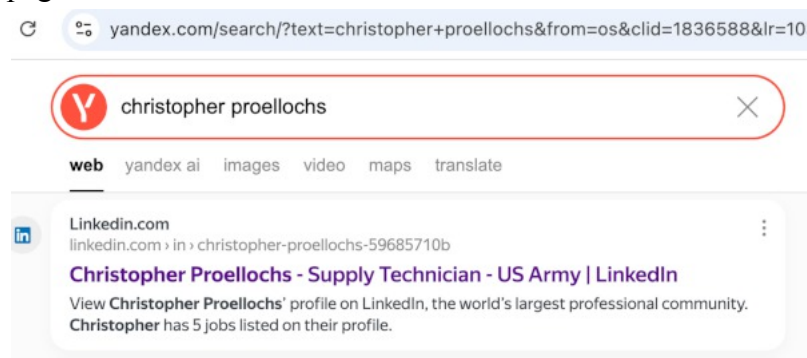 yandex.com/search/?text=christopher+proellochs&from=os&clid=1836588&lr=10
christopher proellochs
web yandex ai images video maps translate
Linkedin.com
linkedin.com › in › christopher-proellochs-59685710b
Christopher Proellochs - Supply Technician - US Army | LinkedIn
View Christopher Proellochs' profile on LinkedIn, the world's largest professional community.
Christopher has 5 jobs listed on their profile.